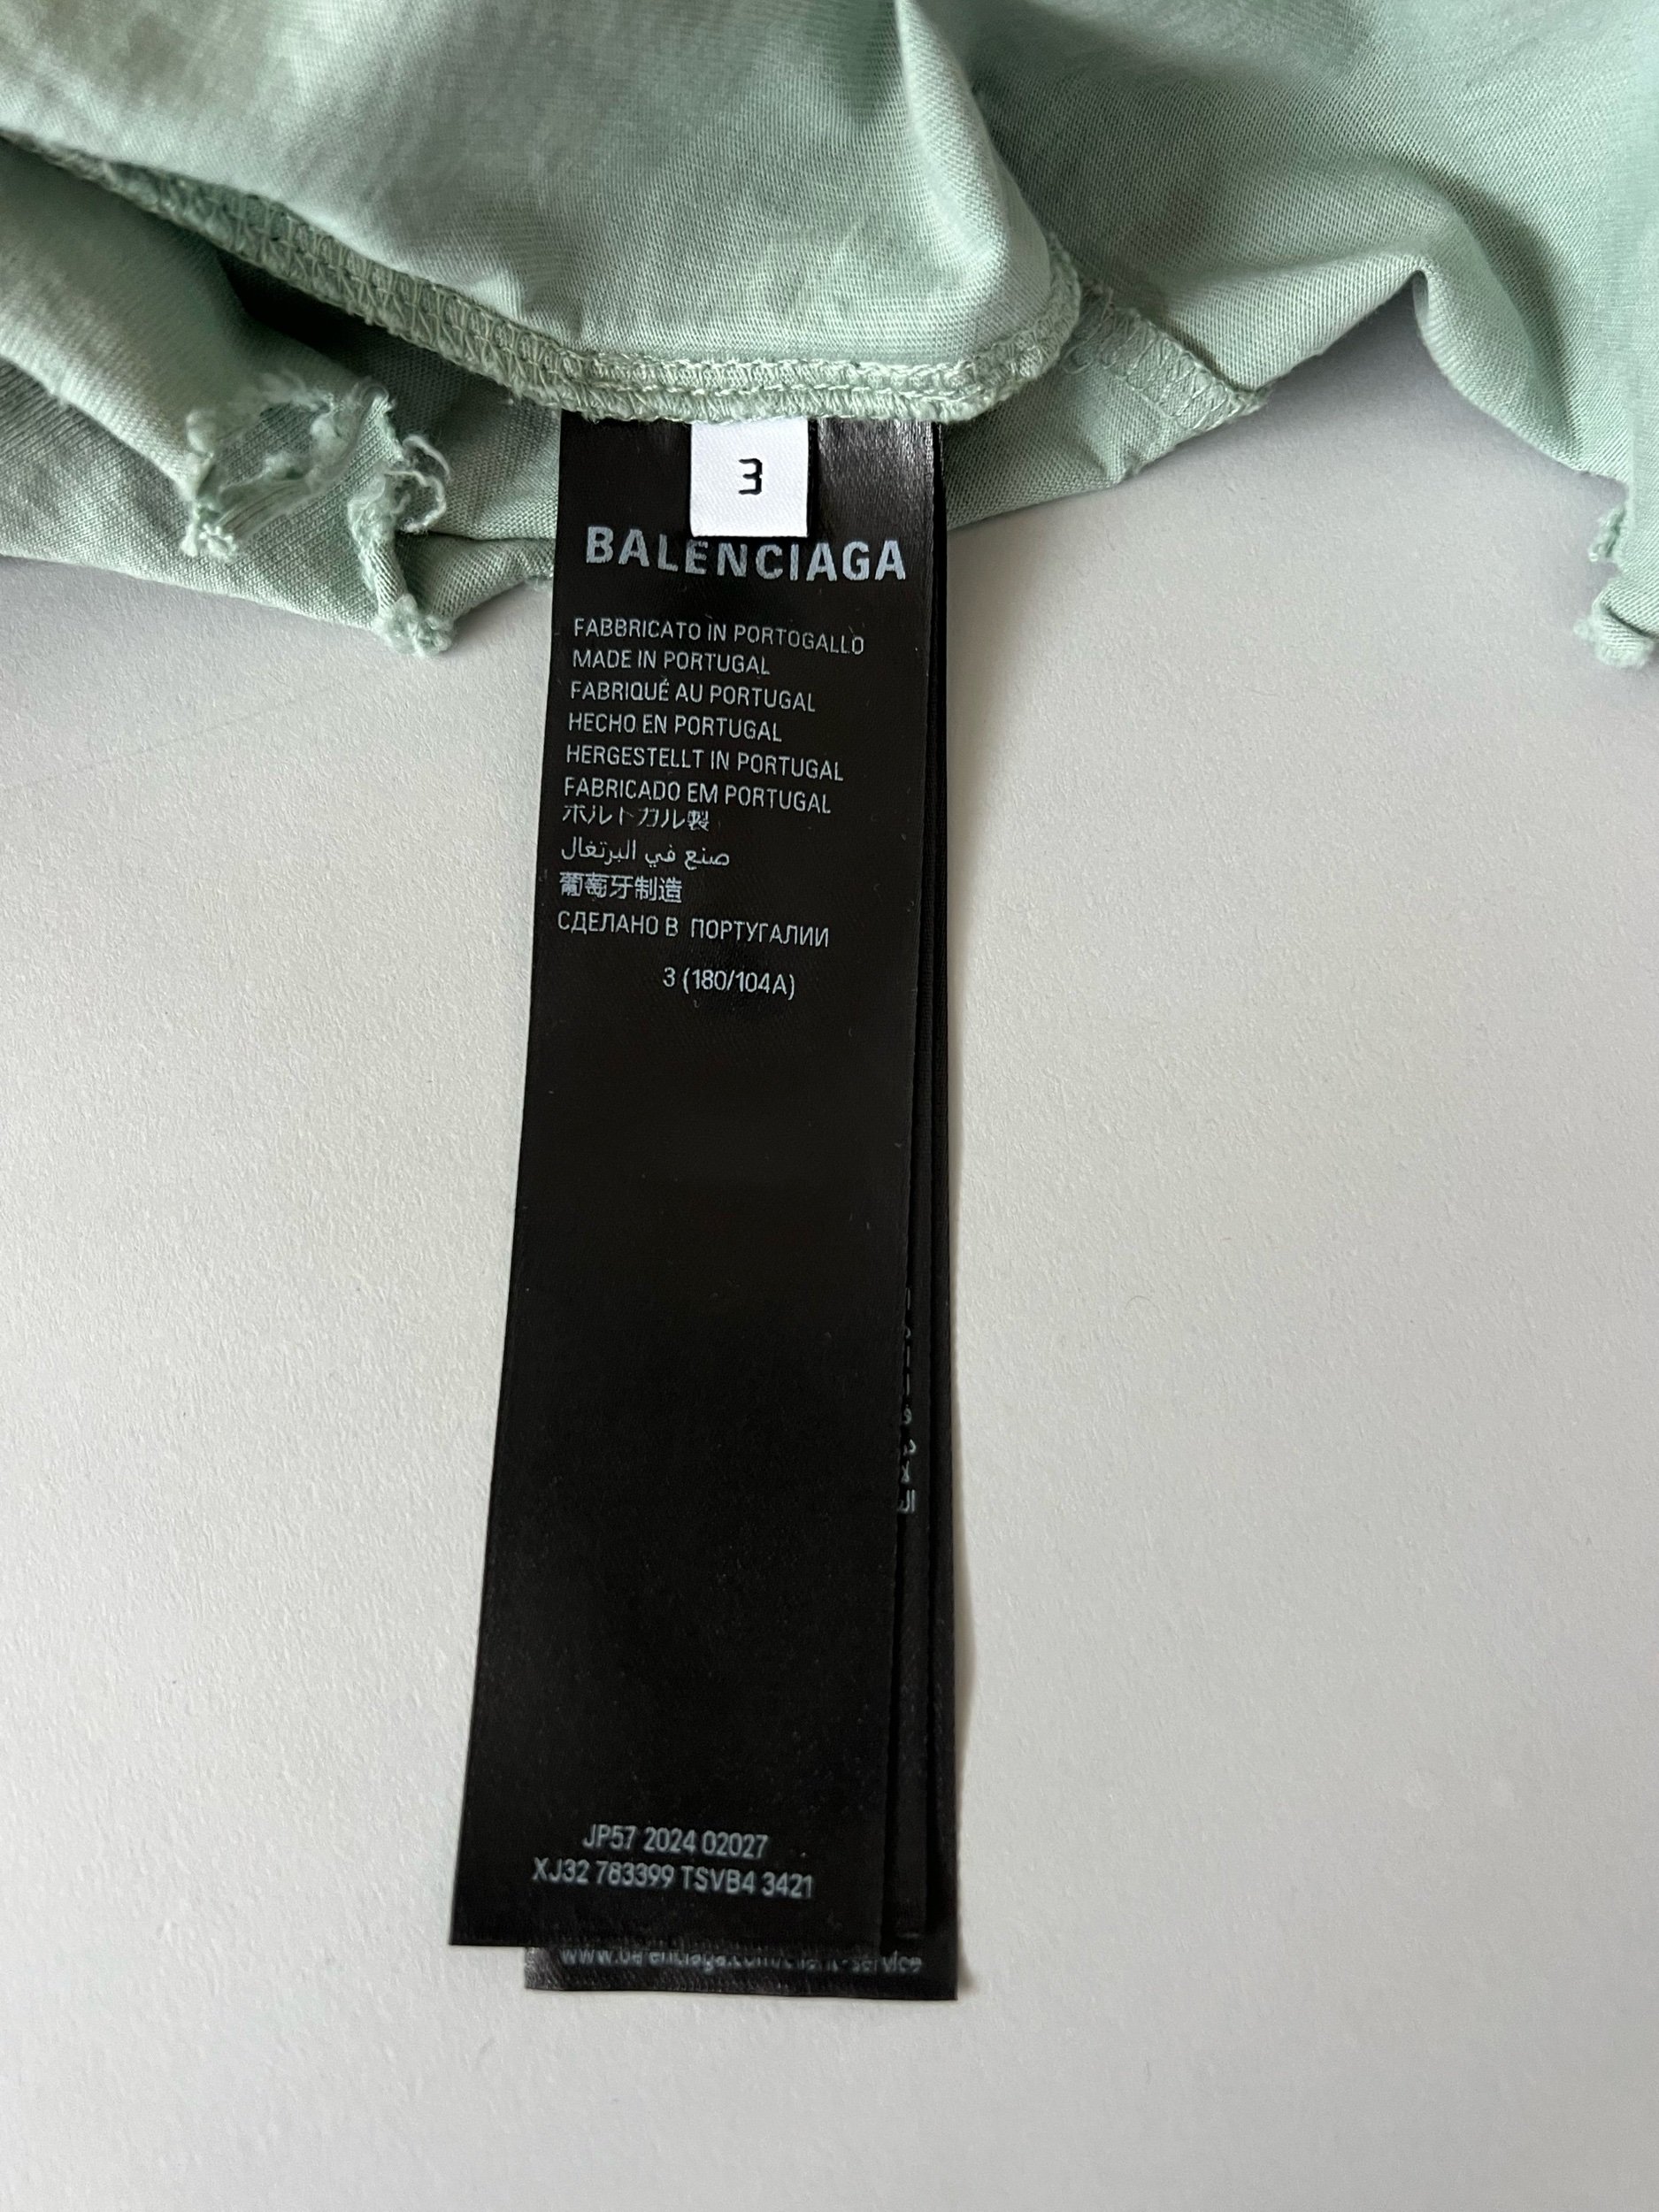 3
BALENCIAGA
FABBRICATO IN PORTOGALLO
MADE IN PORTUGAL
FABRIQUÉ AU PORTUGAL
HECHO EN PORTUGAL
HERGESTELLT IN PORTUGAL
FABRICADO EM PORTUGAL
ポルトガル製
صنع في البرتغال
葡萄牙制造
СДЕЛАНО В ПОРТУГАЛИИ
3 (180/104A)
JP57 2024 02027
XJ32 783399 TSVB4 3421